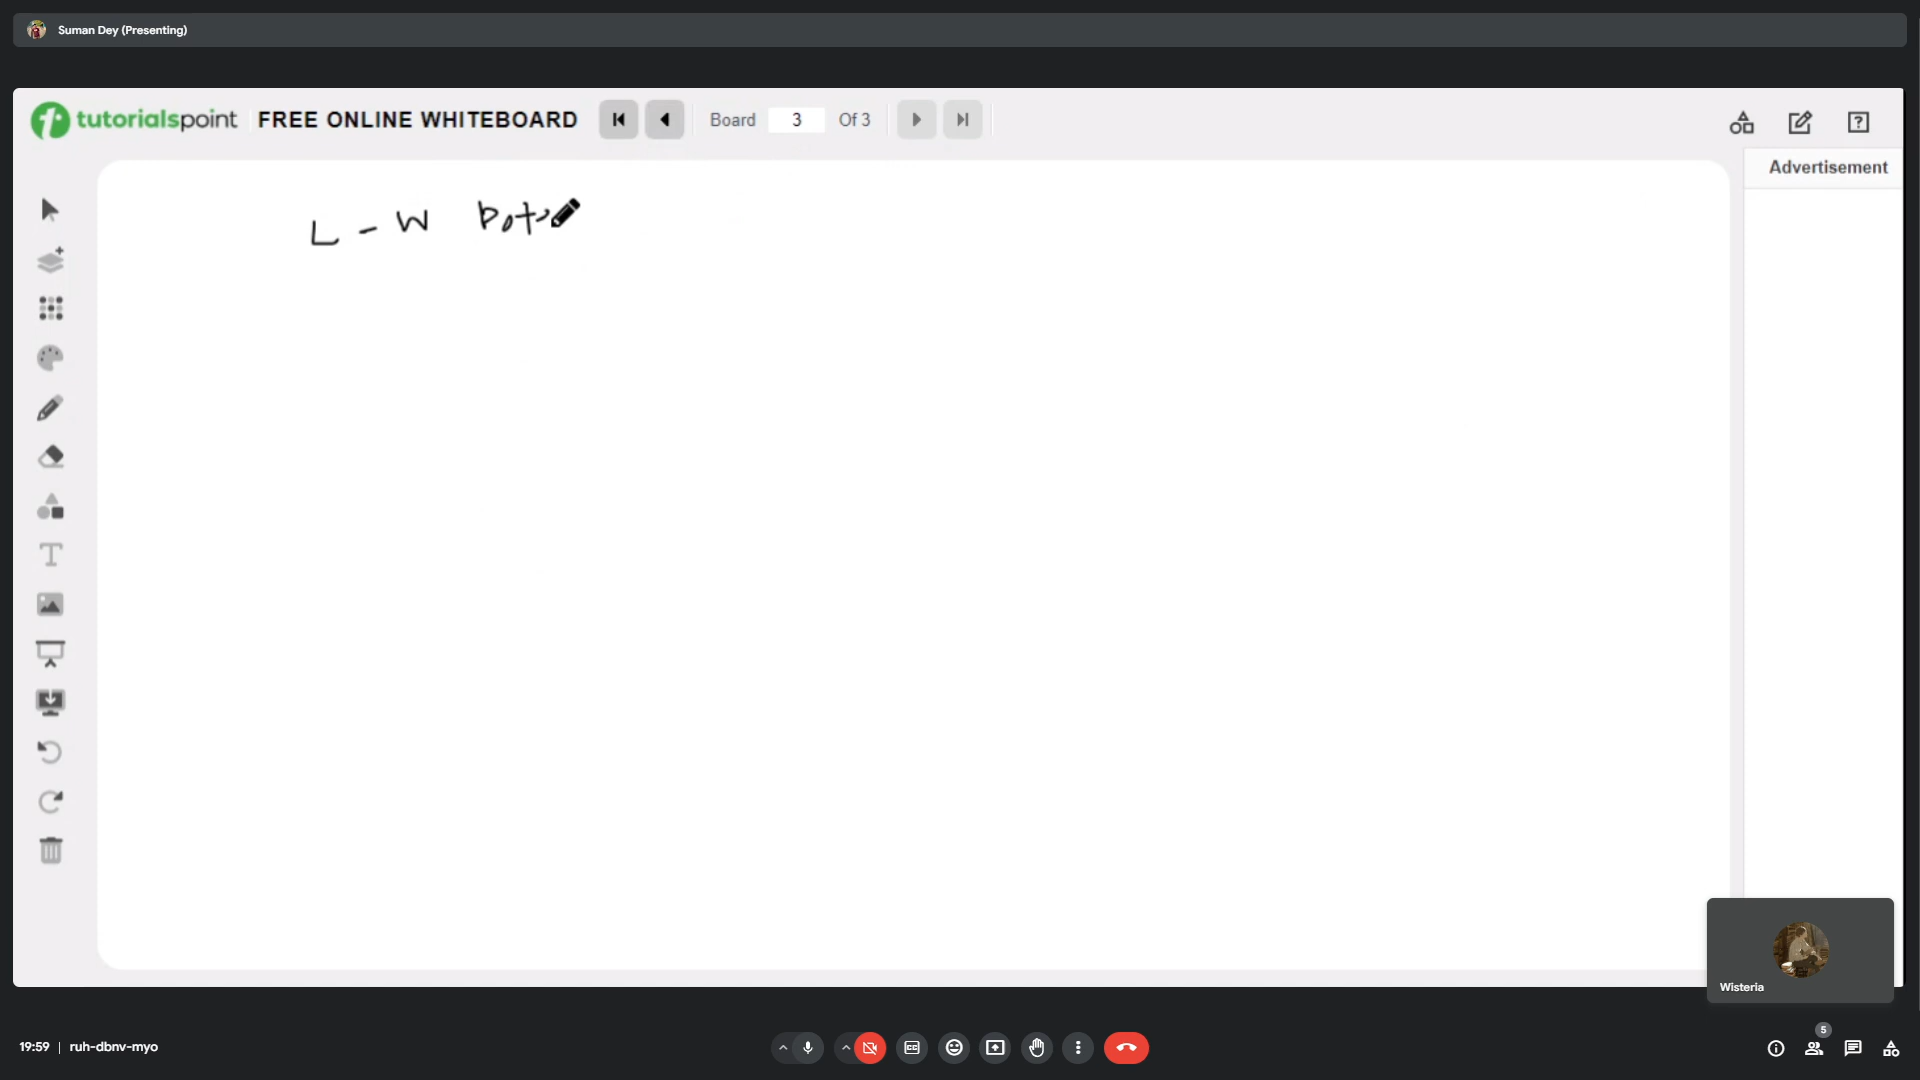 Suman Dey (Presenting)
tutorialspoint FREE ONLINE WHITEBOARD Board 3 Of 3
Advertisement
L - W Pot
Wisteria
19:59 | ruh-dbnv-myo
5